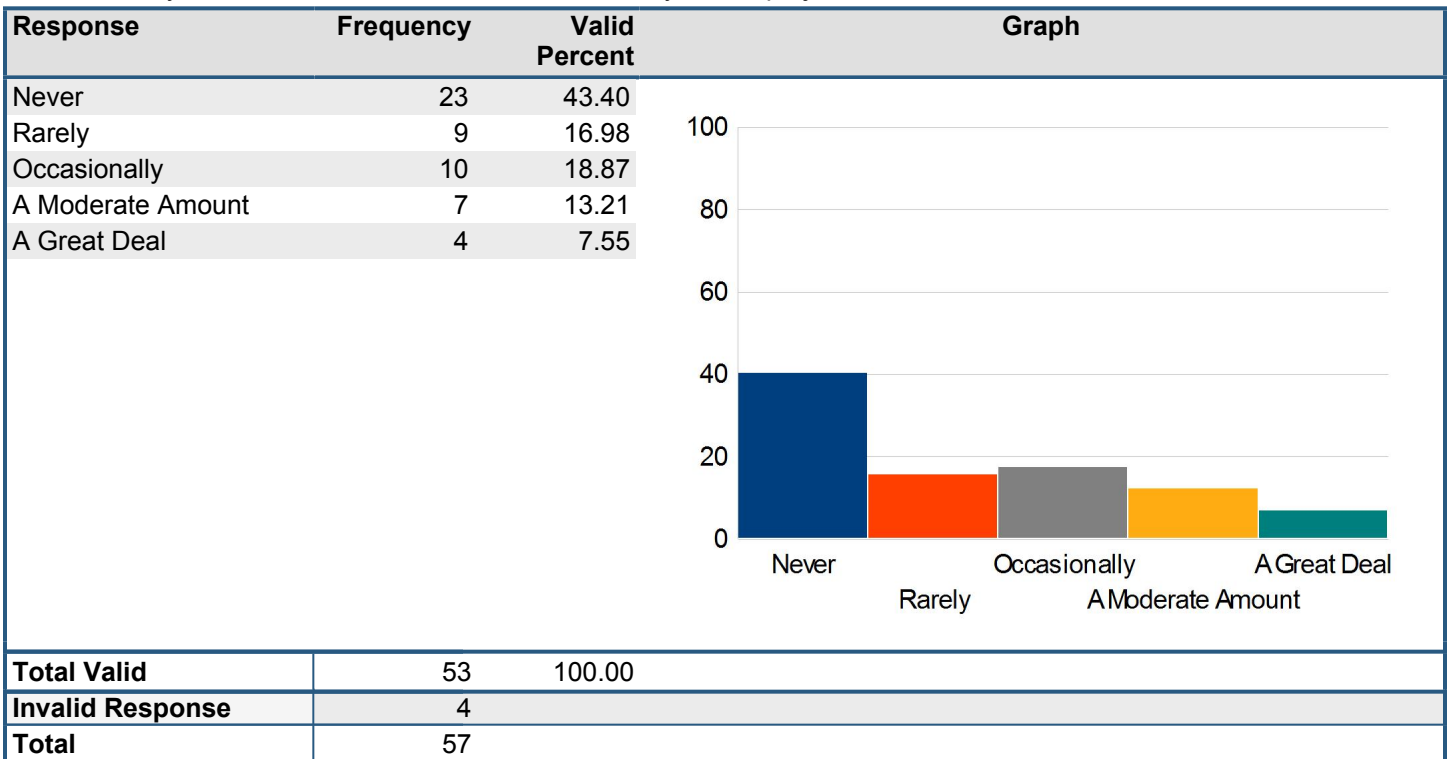 Response Frequency Valid Percent Graph
Never 23 43.40
Rarely 9 16.98
Occasionally 10 18.87
A Moderate Amount 7 13.21
A Great Deal 4 7.55
100
80
60
40
20
0
Never Occasionally A Great Deal
Rarely A Moderate Amount
Total Valid 53 100.00
Invalid Response 4
Total 57